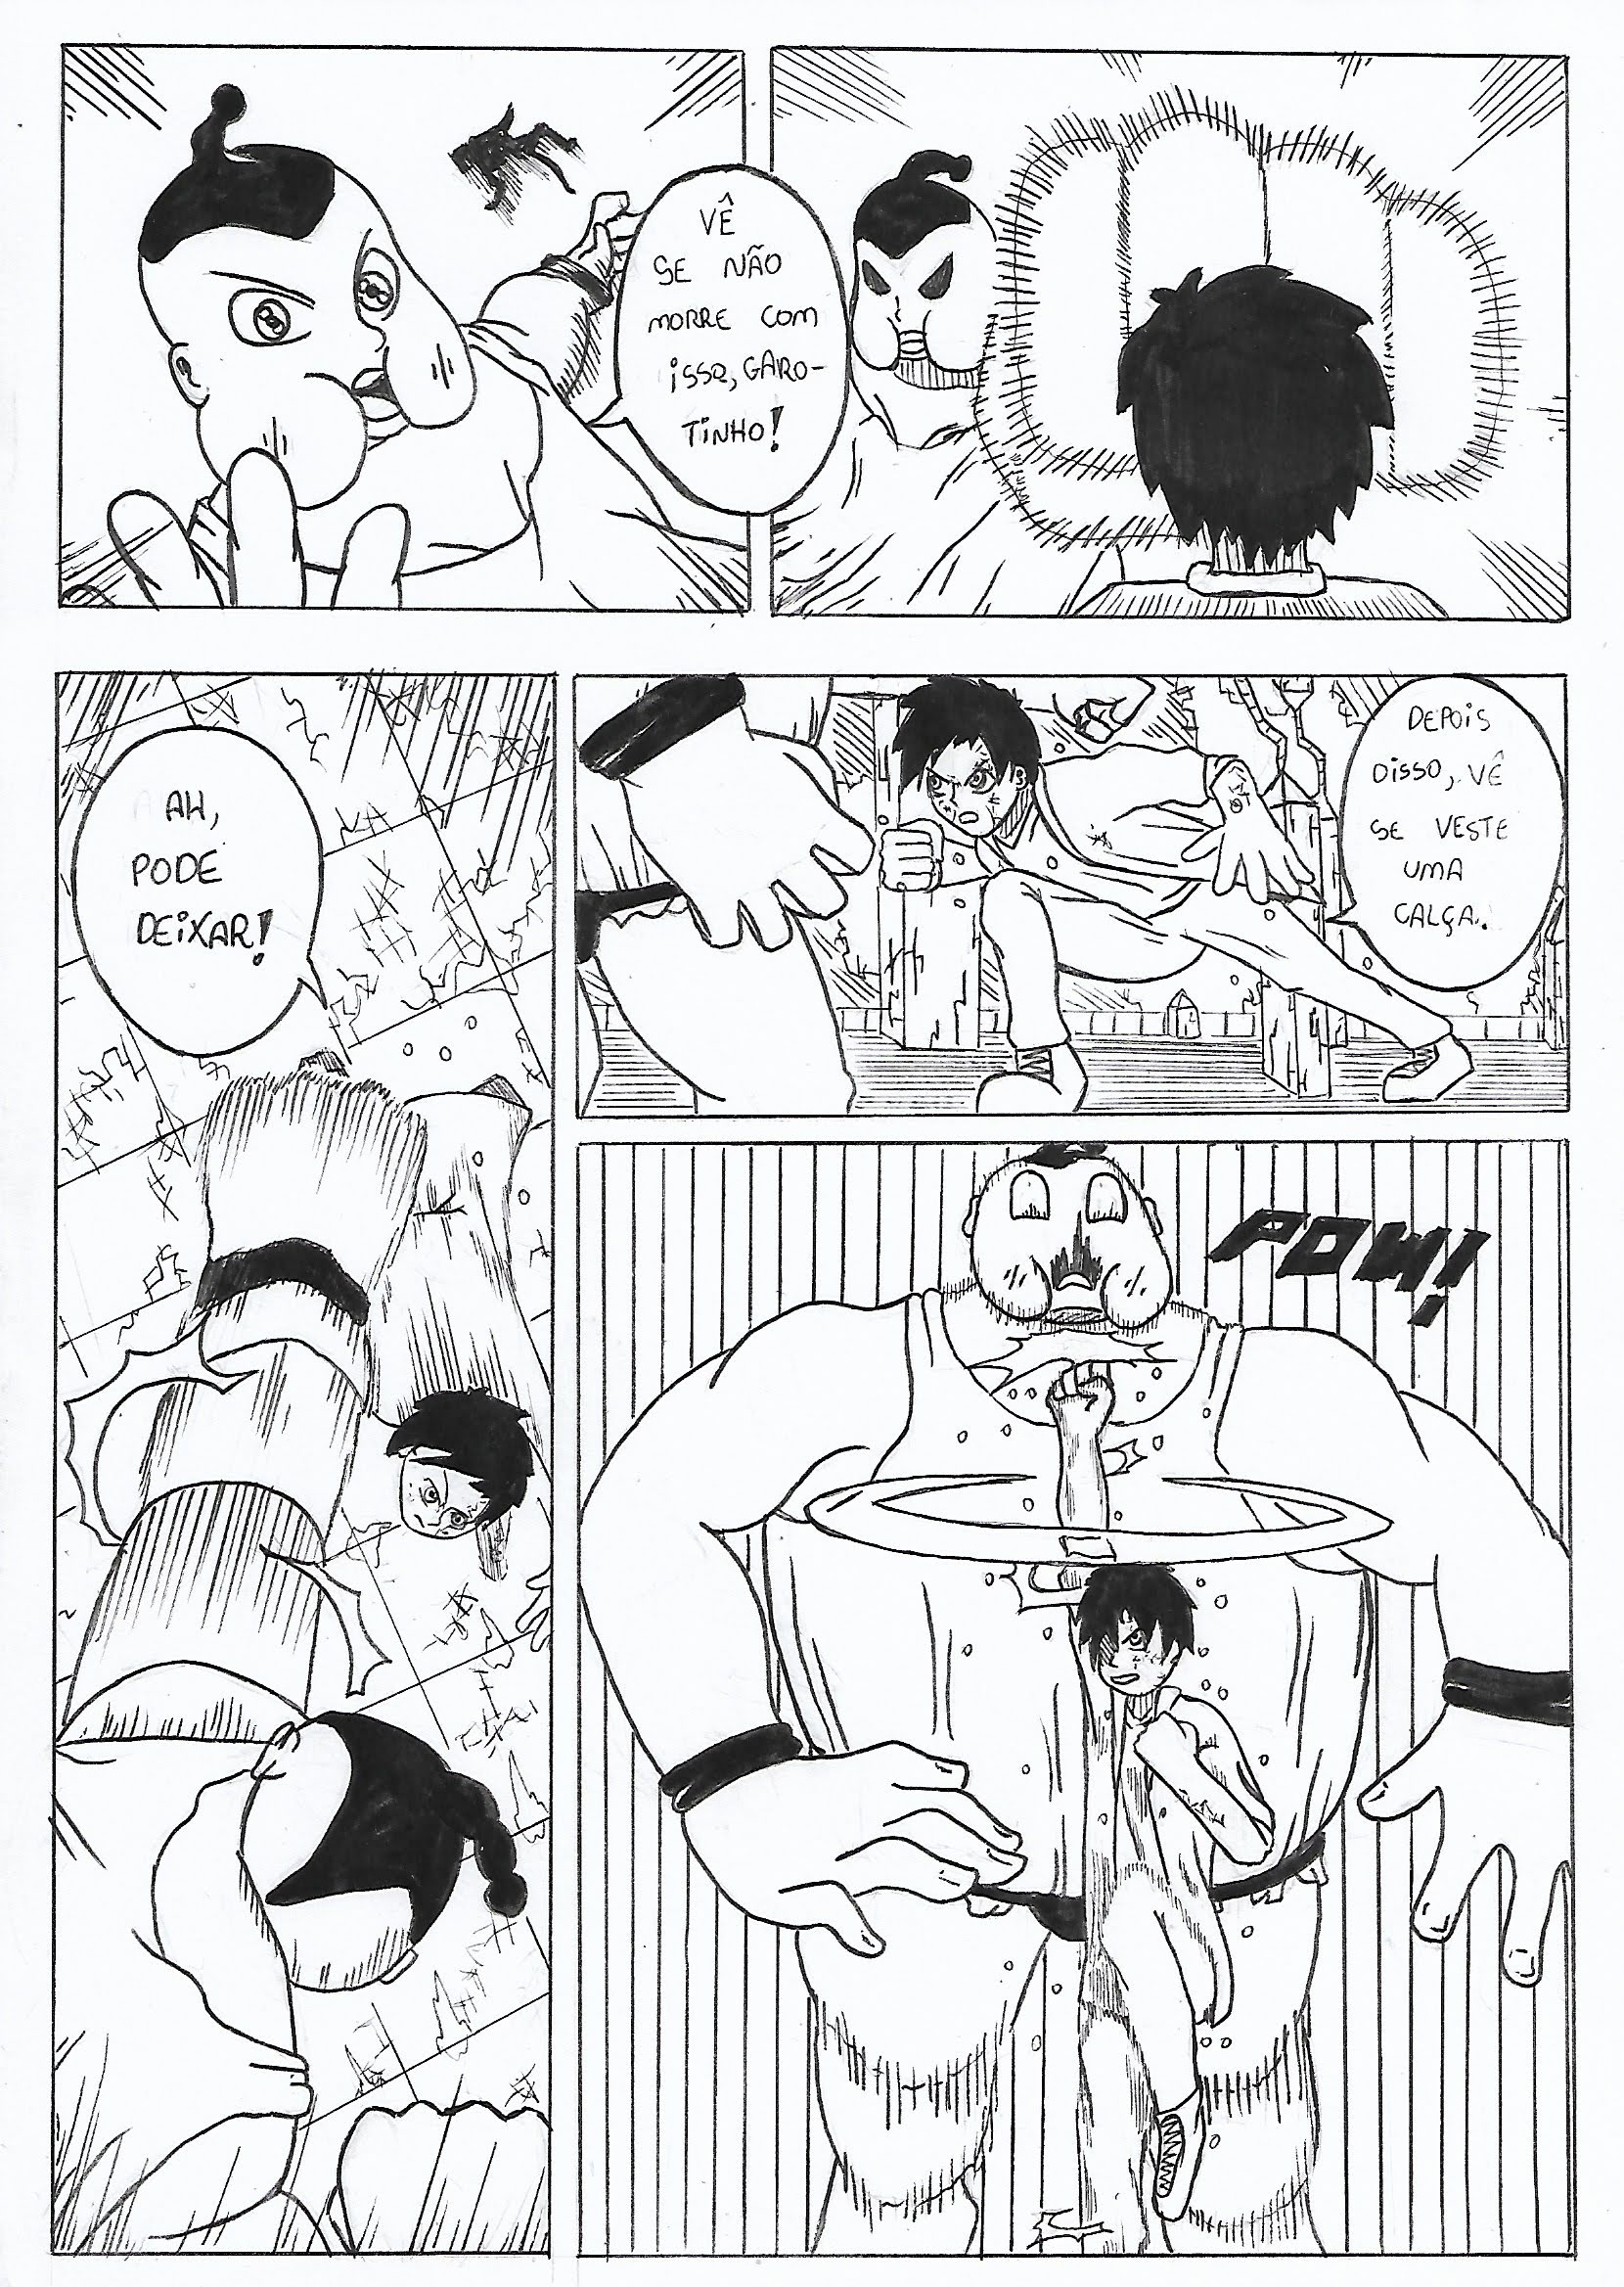 VÊ
SE NÃO
MORRE COM
ISSO, GARO-
TINHO!
AH,
PODE
DEIXAR!
DEPOIS
DISSO, VÊ
SE VESTE
UMA
CALÇA.
POW!